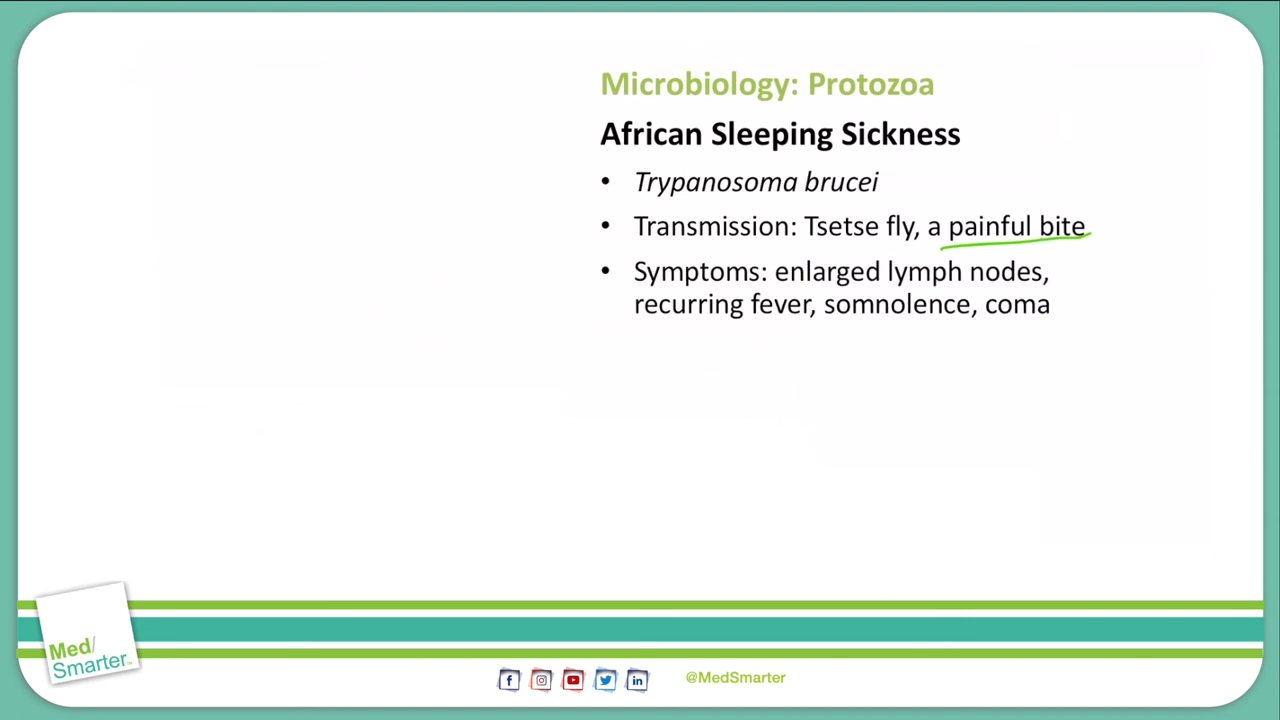 Microbiology: Protozoa
African Sleeping Sickness
• Trypanosoma brucei
• Transmission: Tsetse fly, a painful bite
• Symptoms: enlarged lymph nodes,
recurring fever, somnolence, coma
Med/
Smarter™
@MedSmarter